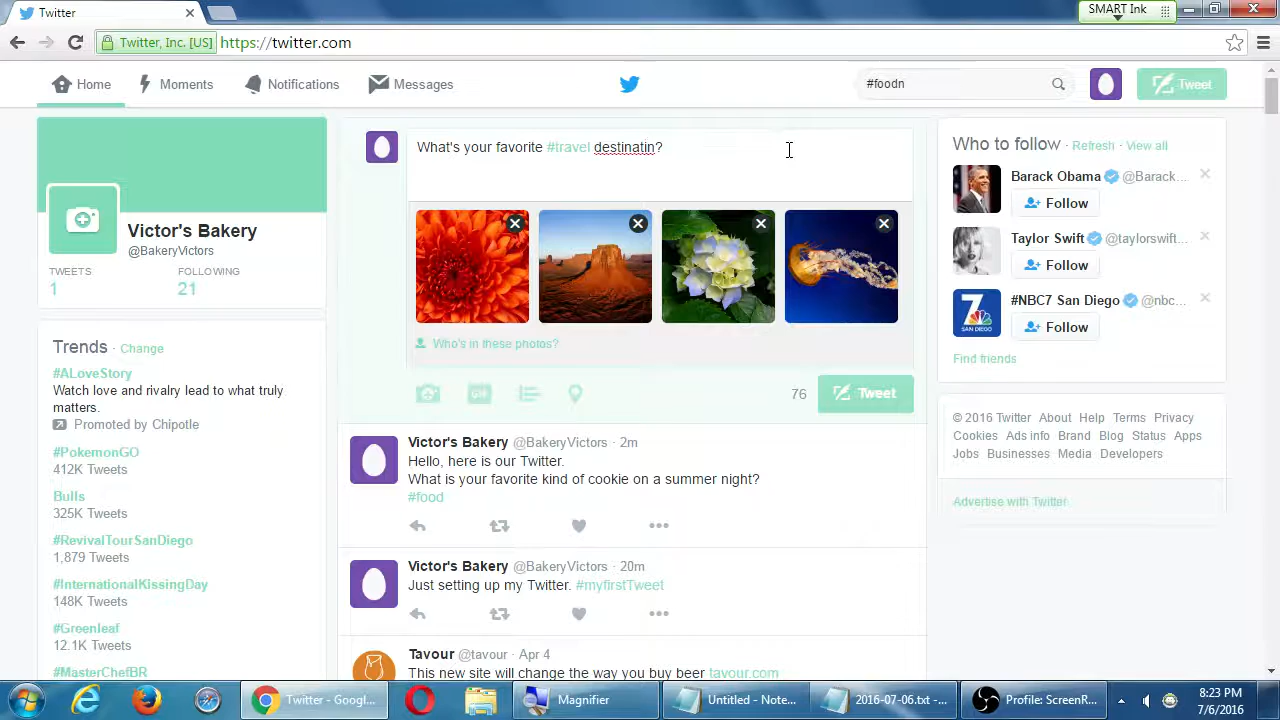 Twitter
SMART Ink
Twitter, Inc. [US] https://twitter.com
Home Moments Notifications Messages #foodn Tweet
Victor's Bakery
@BakeryVictors
TWEETS FOLLOWING
1 21
Trends · Change
#ALoveStory
Watch love and rivalry lead to what truly
matters.
Promoted by Chipotle
#PokemonGO
412K Tweets
Bulls
325K Tweets
#RevivalTourSanDiego
1,879 Tweets
#InternationalKissingDay
148K Tweets
#Greenleaf
12.1K Tweets
#MasterChefBR
What's your favorite #travel destinatin?
Who's in these photos?
GIF 76 Tweet
Victor's Bakery @BakeryVictors · 2m
Hello, here is our Twitter.
What is your favorite kind of cookie on a summer night?
#food
Victor's Bakery @BakeryVictors · 20m
Just setting up my Twitter. #myfirstTweet
Tavour @tavour · Apr 4
This new site will change the way you buy beer tavour.com
Who to follow · Refresh · View all
Barack Obama @Barack...
Follow
Taylor Swift @taylorswift...
Follow
#NBC7 San Diego @nbc...
Follow
7
SAN DIEGO
Find friends
© 2016 Twitter About Help Terms Privacy
Cookies Ads info Brand Blog Status Apps
Jobs Businesses Media Developers
Advertise with Twitter
Twitter - Googl... Magnifier Untitled - Note... 2016-07-06.txt -... Profile: ScreenR... 8:23 PM
7/6/2016